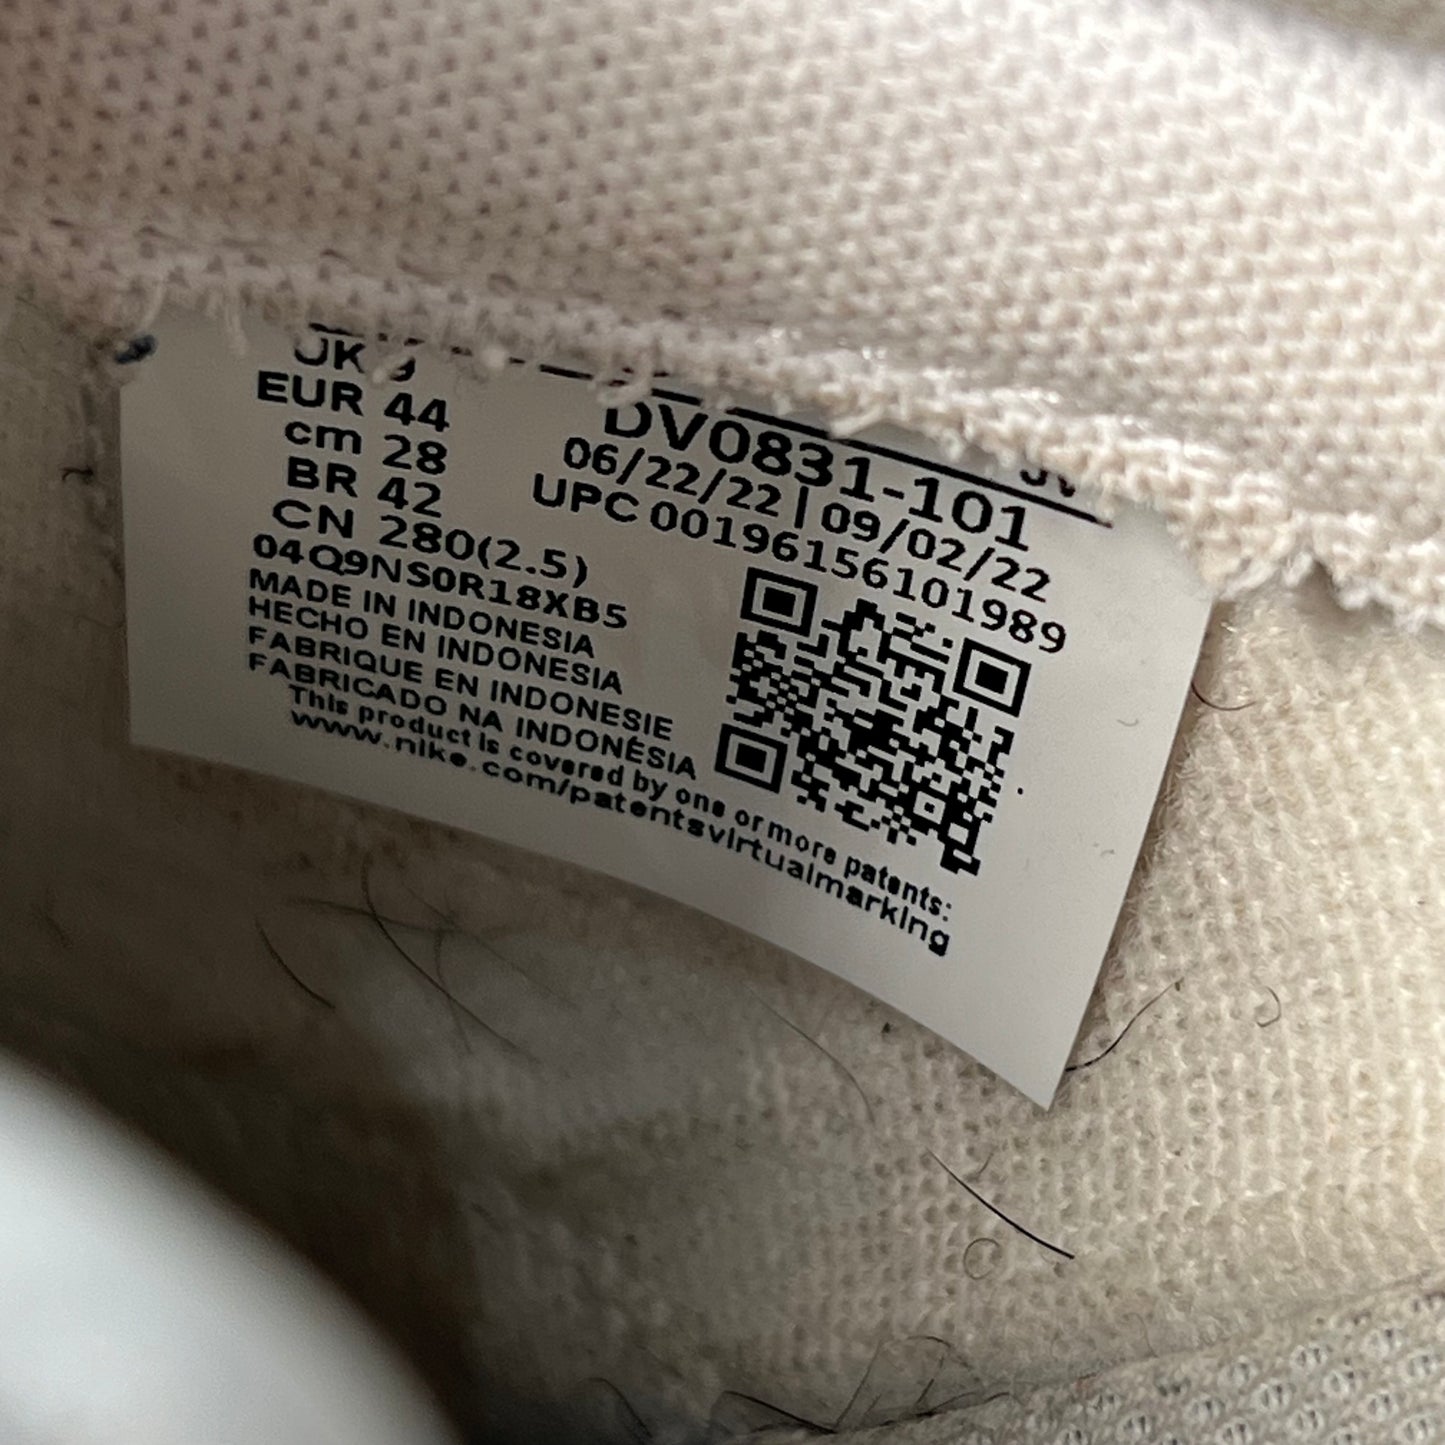 UK 9
EUR 44
cm 28
BR 42
CN 280(2.5)
04Q9NS0R18XB5
MADE IN INDONESIA
HECHO EN INDONESIA
FABRIQUE EN INDONESIE
FABRICADO NA INDONÉSIA
This product is covered by one or more patents:
www.nike.com/patentsvirtualmarking
DV0831-101
06/22/22 | 09/02/22
UPC 00196156101989